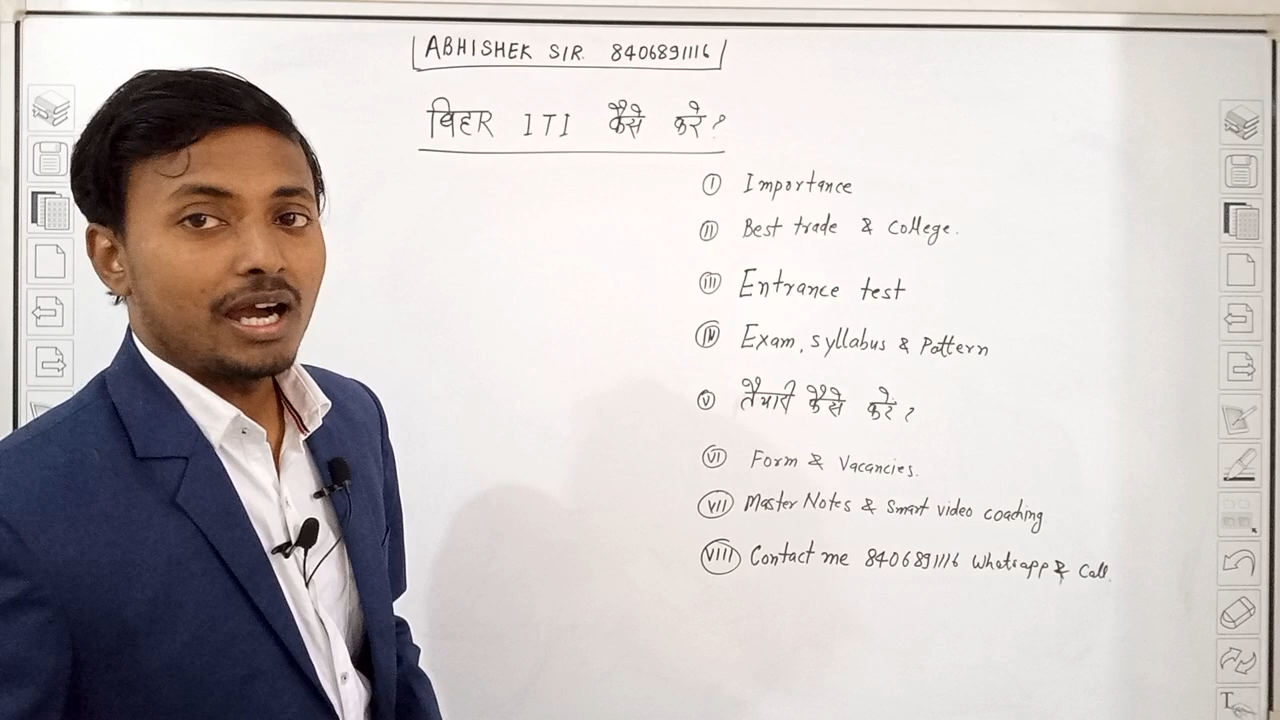 ABHISHEK SIR. 8406891116
बिहार ITI कैसे करे ?
I Importance
II Best trade & college.
III Entrance test
IV Exam, syllabus & Pattern
V तैयारी कैसे करें ?
VI Form & Vacancies.
VII Master Notes & Smart video coaching
VIII Contact me 8406891116 Whatsapp & Call.
T